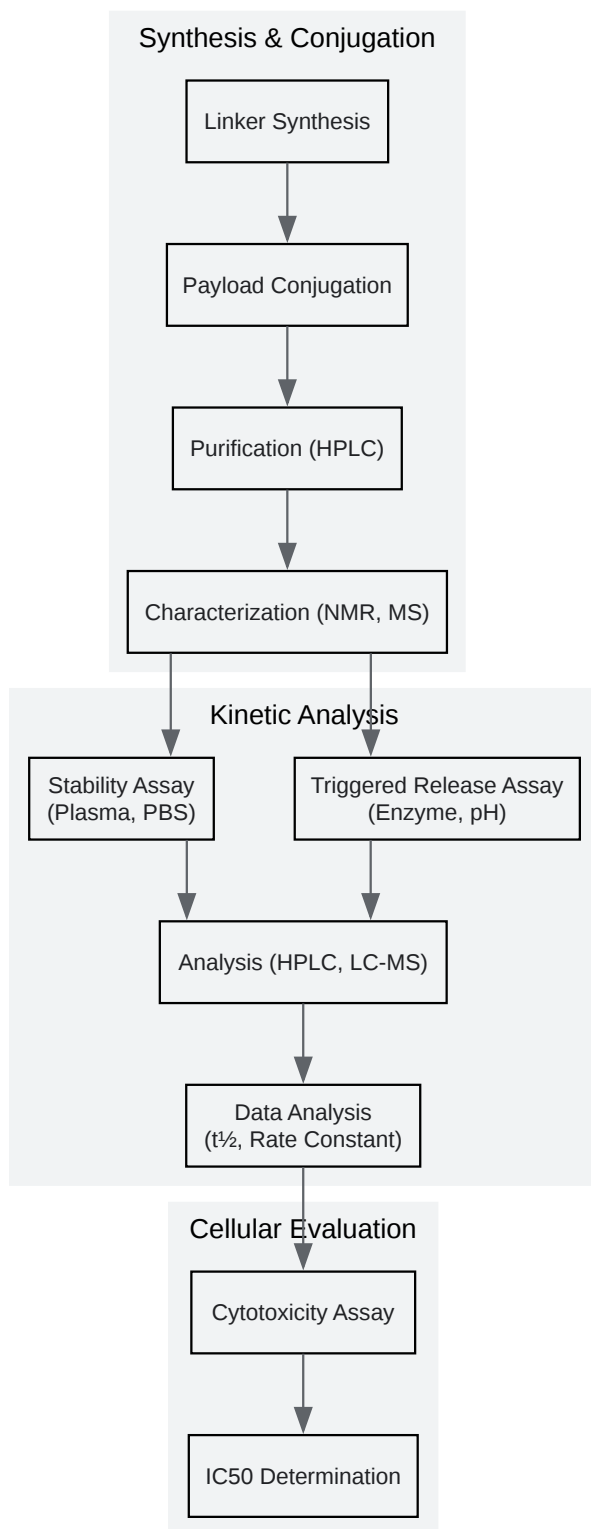 Synthesis & Conjugation
Linker Synthesis
Payload Conjugation
Purification (HPLC)
Characterization (NMR, MS)
Kinetic Analysis
Stability Assay
(Plasma, PBS)
Triggered Release Assay
(Enzyme, pH)
Analysis (HPLC, LC-MS)
Data Analysis
(t½, Rate Constant)
Cellular Evaluation
Cytotoxicity Assay
IC50 Determination